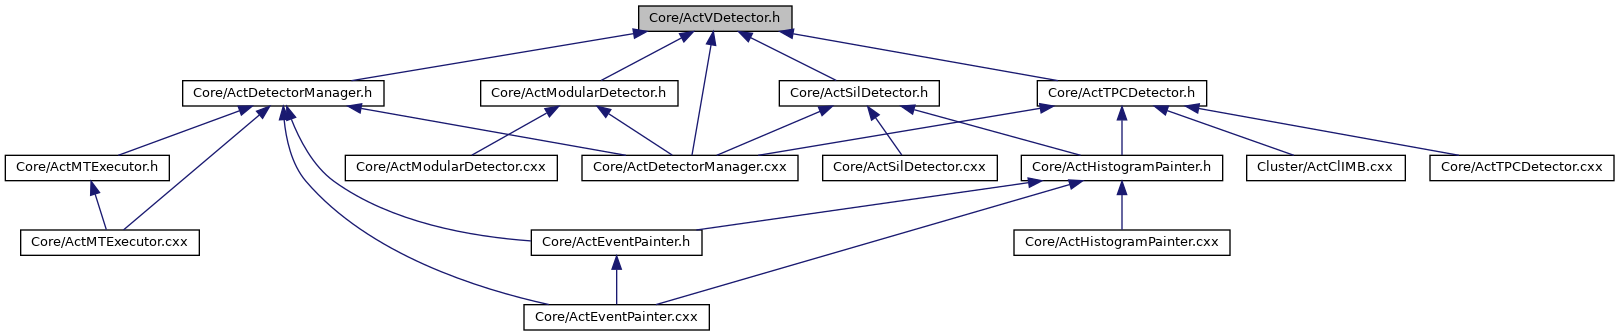 Core/ActVDetector.h
Core/ActDetectorManager.h
Core/ActModularDetector.h
Core/ActSilDetector.h
Core/ActTPCDetector.h
Core/ActMTExecutor.h
Core/ActModularDetector.cxx
Core/ActDetectorManager.cxx
Core/ActSilDetector.cxx
Core/ActHistogramPainter.h
Cluster/ActClIMB.cxx
Core/ActTPCDetector.cxx
Core/ActMTExecutor.cxx
Core/ActEventPainter.h
Core/ActHistogramPainter.cxx
Core/ActEventPainter.cxx